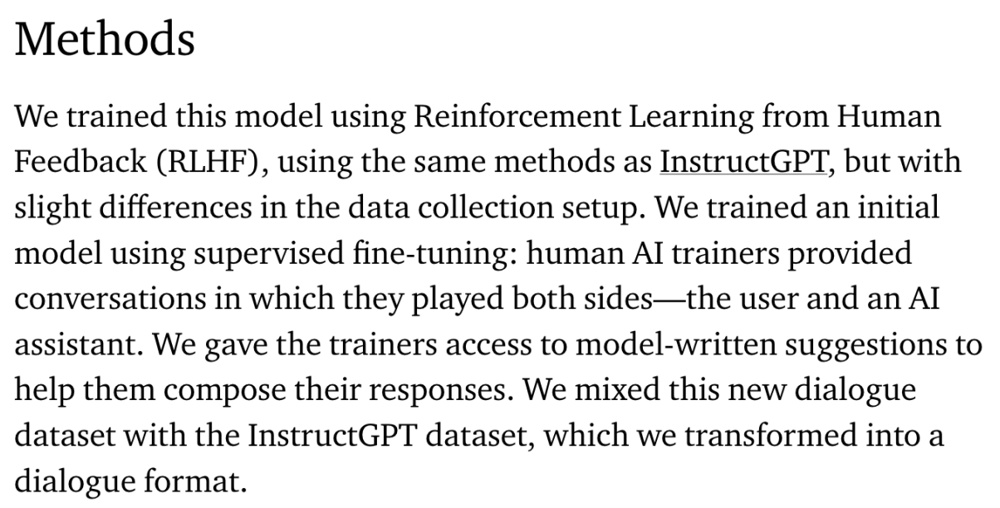 Methods
We trained this model using Reinforcement Learning from Human
Feedback (RLHF), using the same methods as InstructGPT, but with
slight differences in the data collection setup. We trained an initial
model using supervised fine-tuning: human AI trainers provided
conversations in which they played both sides—the user and an AI
assistant. We gave the trainers access to model-written suggestions to
help them compose their responses. We mixed this new dialogue
dataset with the InstructGPT dataset, which we transformed into a
dialogue format.